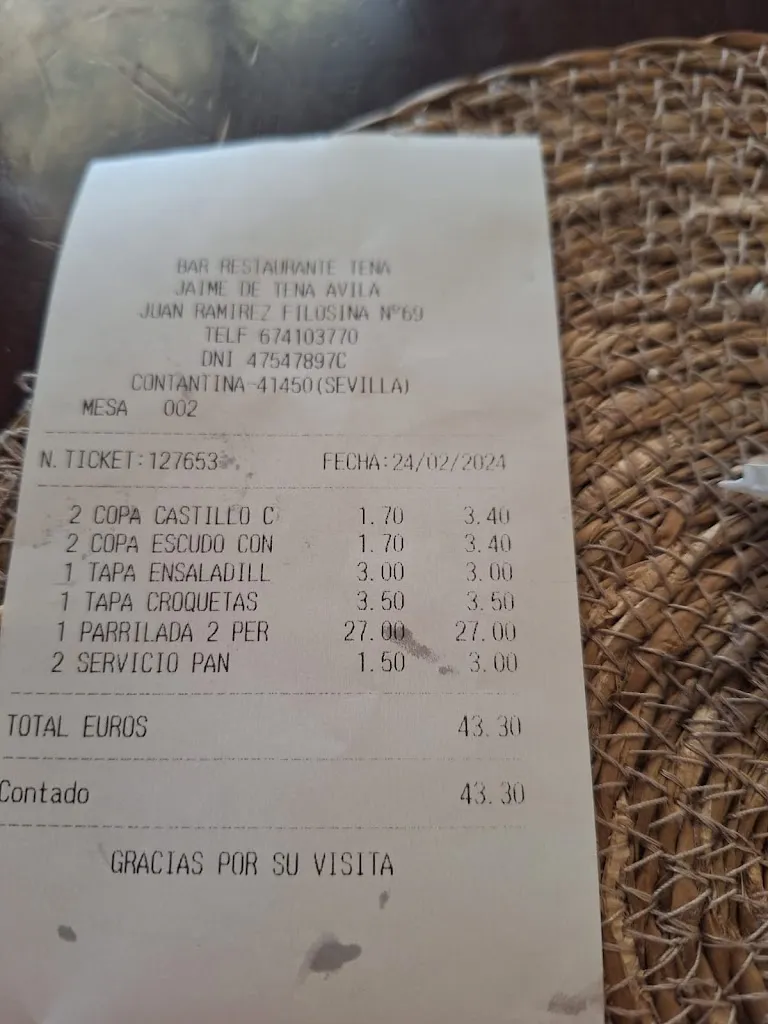 BAR RESTAURANTE TENA
JAIME DE TENA AVILA
JUAN RAMIREZ FILOSINA Nº69
TELF 674103770
DNI 47547897C
CONTANTINA-41450(SEVILLA)
MESA 002
N. TICKET:127653 FECHA:24/02/2024
2 COPA CASTILLO C 1.70 3.40
2 COPA ESCUDO CON 1.70 3.40
1 TAPA ENSALADILL 3.00 3.00
1 TAPA CROQUETAS 3.50 3.50
1 PARRILADA 2 PER 27.00 27.00
2 SERVICIO PAN 1.50 3.00
TOTAL EUROS 43.30
Contado 43.30
GRACIAS POR SU VISITA